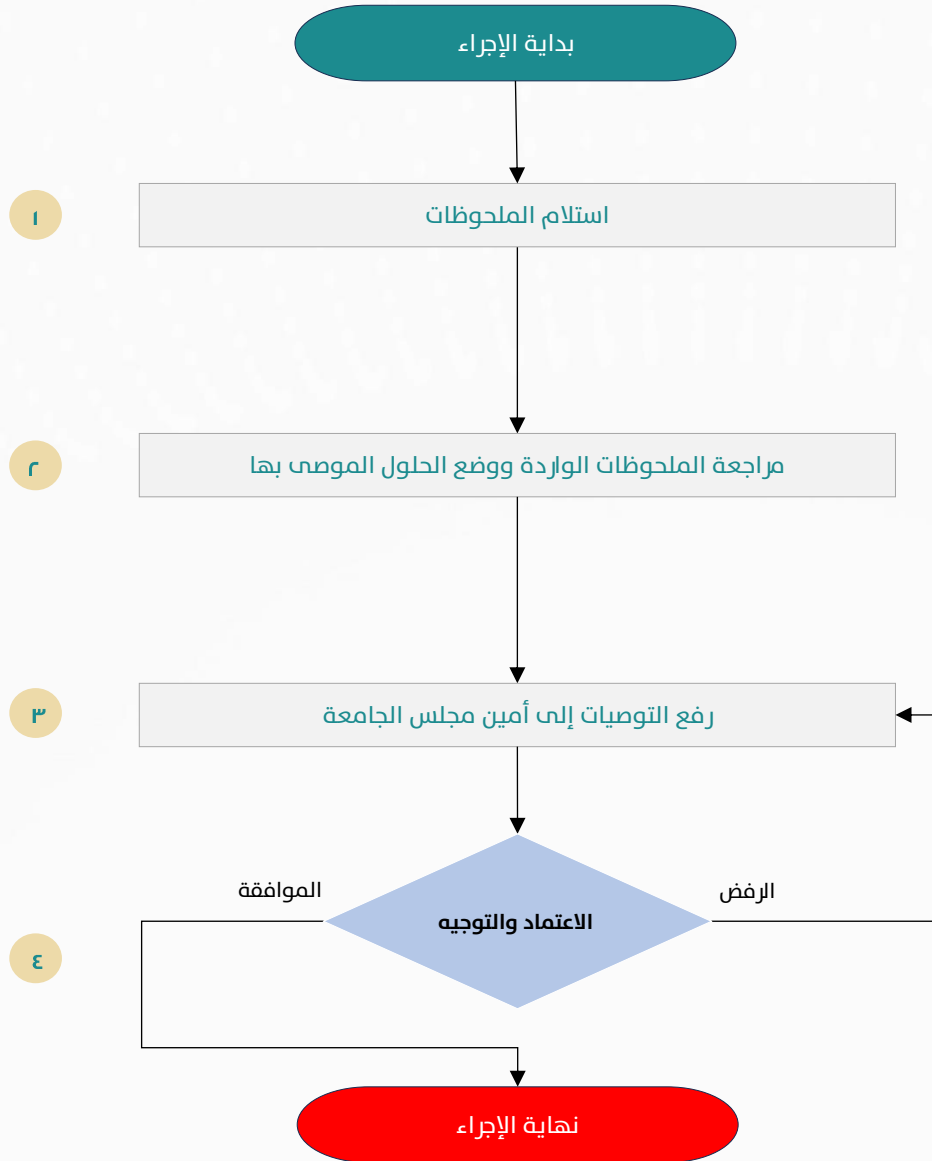 بداية الإجراء
١
استلام الملحوظات
٢
مراجعة الملحوظات الواردة ووضع الحلول الموصى بها
٣
رفع التوصيات إلى أمين مجلس الجامعة
الرفض
الموافقة
الاعتماد والتوجيه
٤
نهاية الإجراء